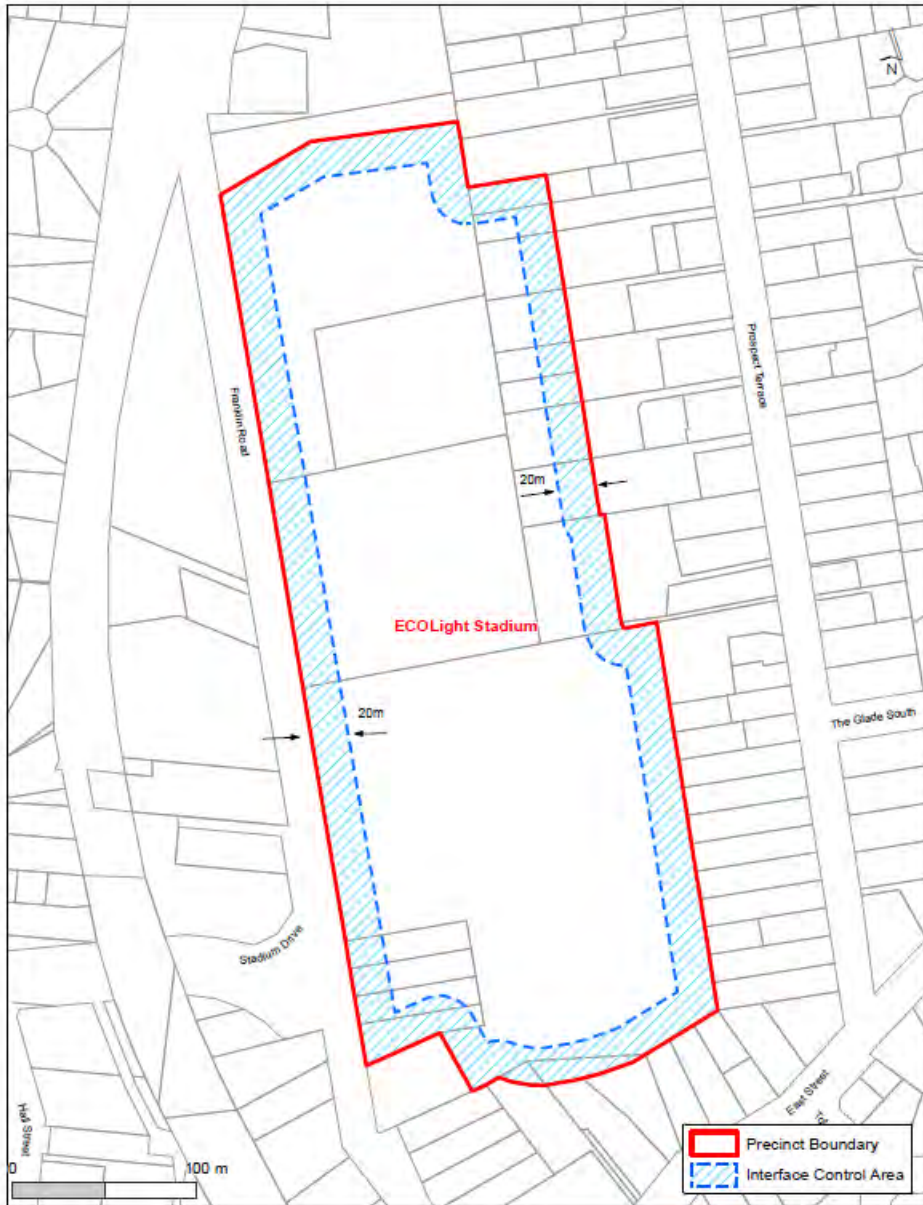 N
Prospect Terrace
Franklin Road
20m
ECOLight Stadium
20m
The Glade South
Stadium Drive
East Street
Hall Street
0 100 m
Precinct Boundary
Interface Control Area